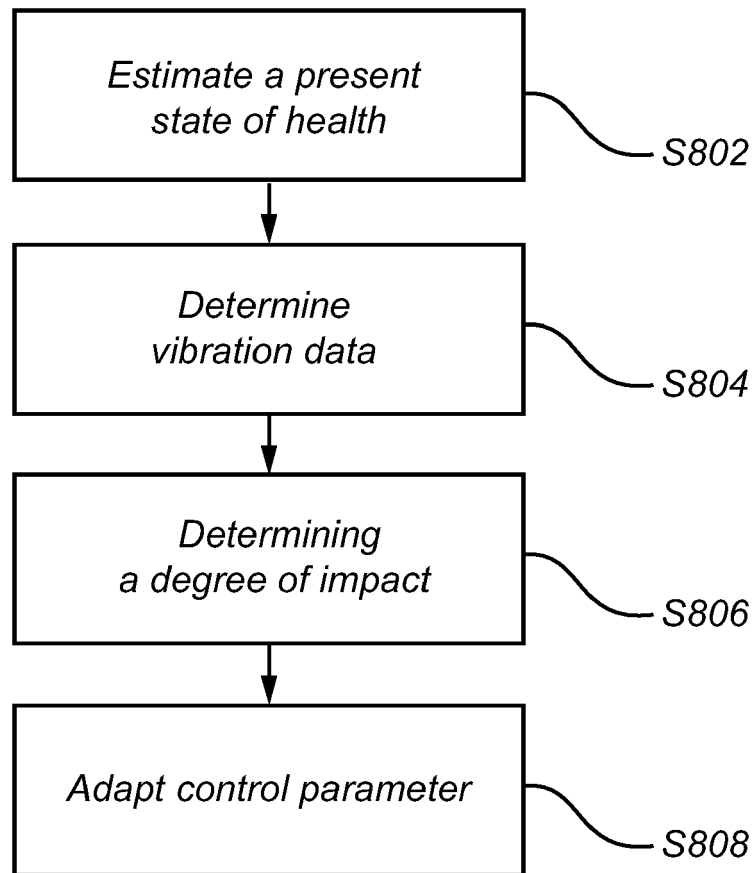 Estimate a present
state of health
S802
Determine
vibration data
S804
Determining
a degree of impact
S806
Adapt control parameter
S808